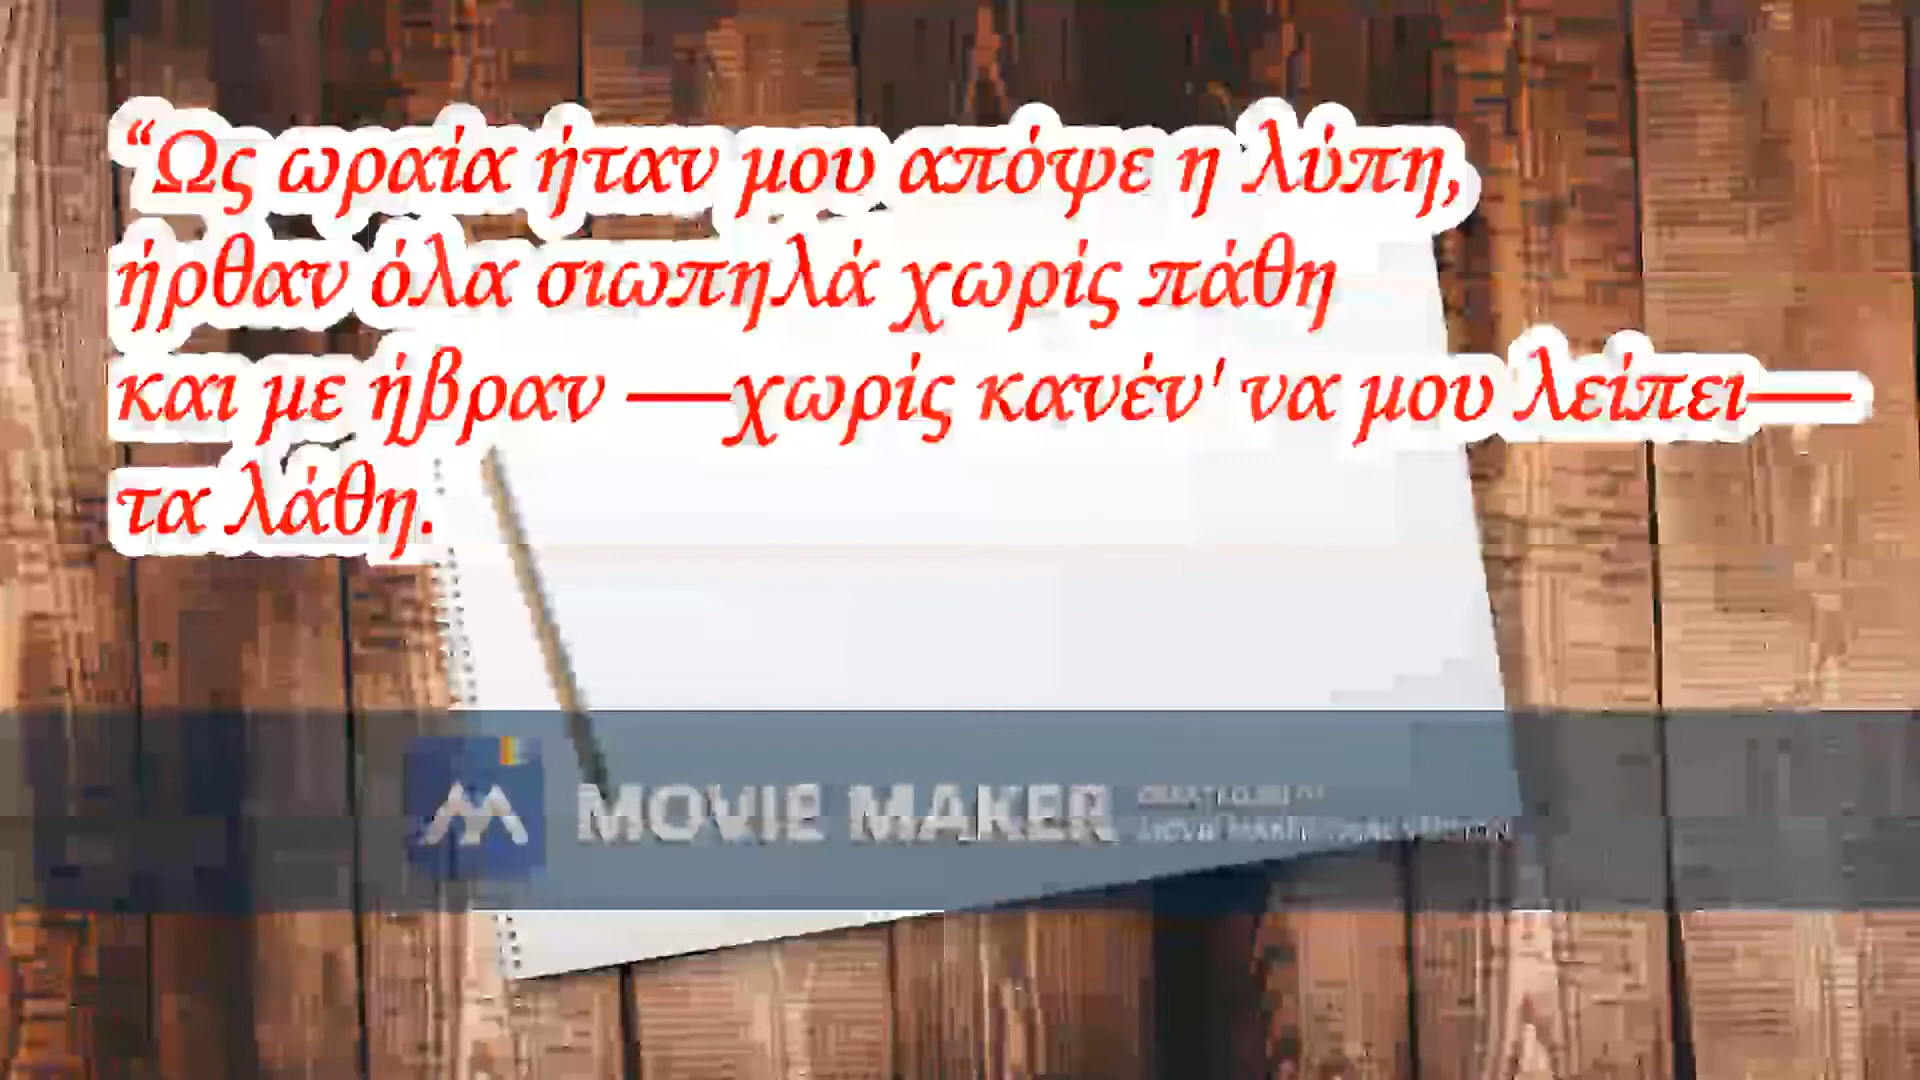 “Ως ωραία ήταν μου απόψε η λύπη,
ήρθαν όλα σιωπηλά χωρίς πάθη
και με ήβραν —χωρίς κανέν' να μου λείπει—
τα λάθη.
MOVIE MAKER